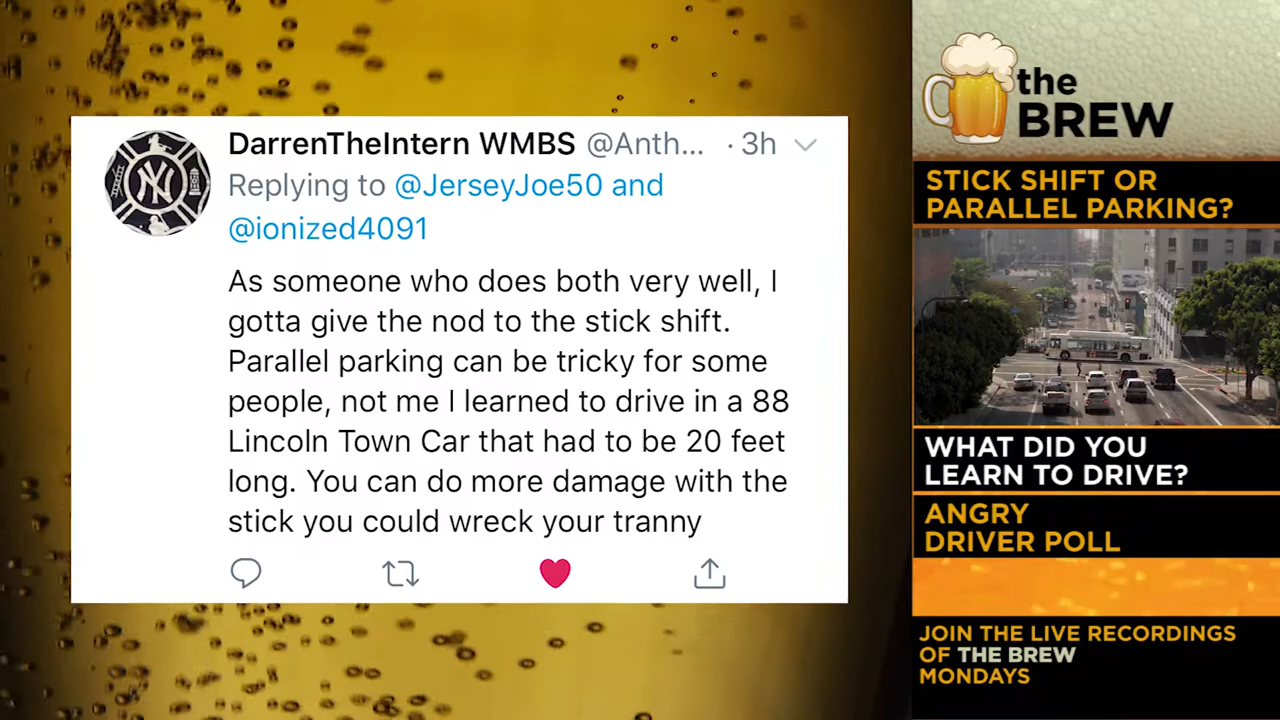 DarrenTheIntern WMBS @Anth... · 3h
Replying to @JerseyJoe50 and
@ionized4091
As someone who does both very well, I
gotta give the nod to the stick shift.
Parallel parking can be tricky for some
people, not me I learned to drive in a 88
Lincoln Town Car that had to be 20 feet
long. You can do more damage with the
stick you could wreck your tranny
the
BREW
STICK SHIFT OR
PARALLEL PARKING?
WHAT DID YOU
LEARN TO DRIVE?
ANGRY
DRIVER POLL
JOIN THE LIVE RECORDINGS
OF THE BREW
MONDAYS